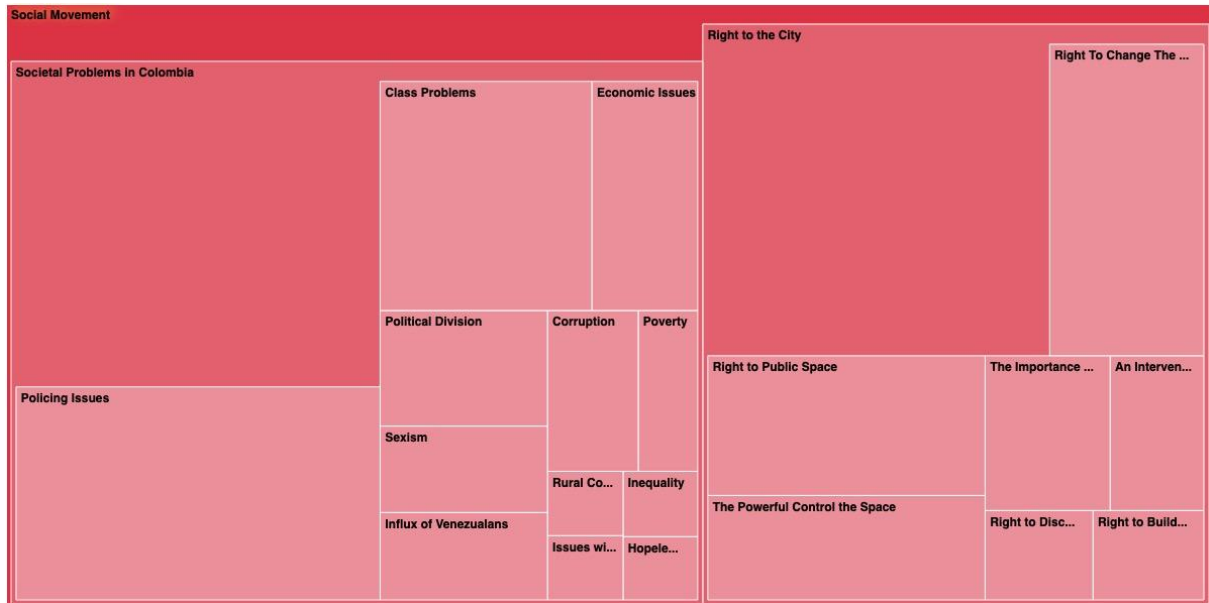 Social Movement
Societal Problems in Colombia
Class Problems
Economic Issues
Political Division
Corruption
Poverty
Policing Issues
Sexism
Rural Co...
Inequality
Influx of Venezualans
Issues wi...
Hopele...
Right to the City
Right To Change The ...
Right to Public Space
The Importance ...
An Interven...
The Powerful Control the Space
Right to Disc...
Right to Build...